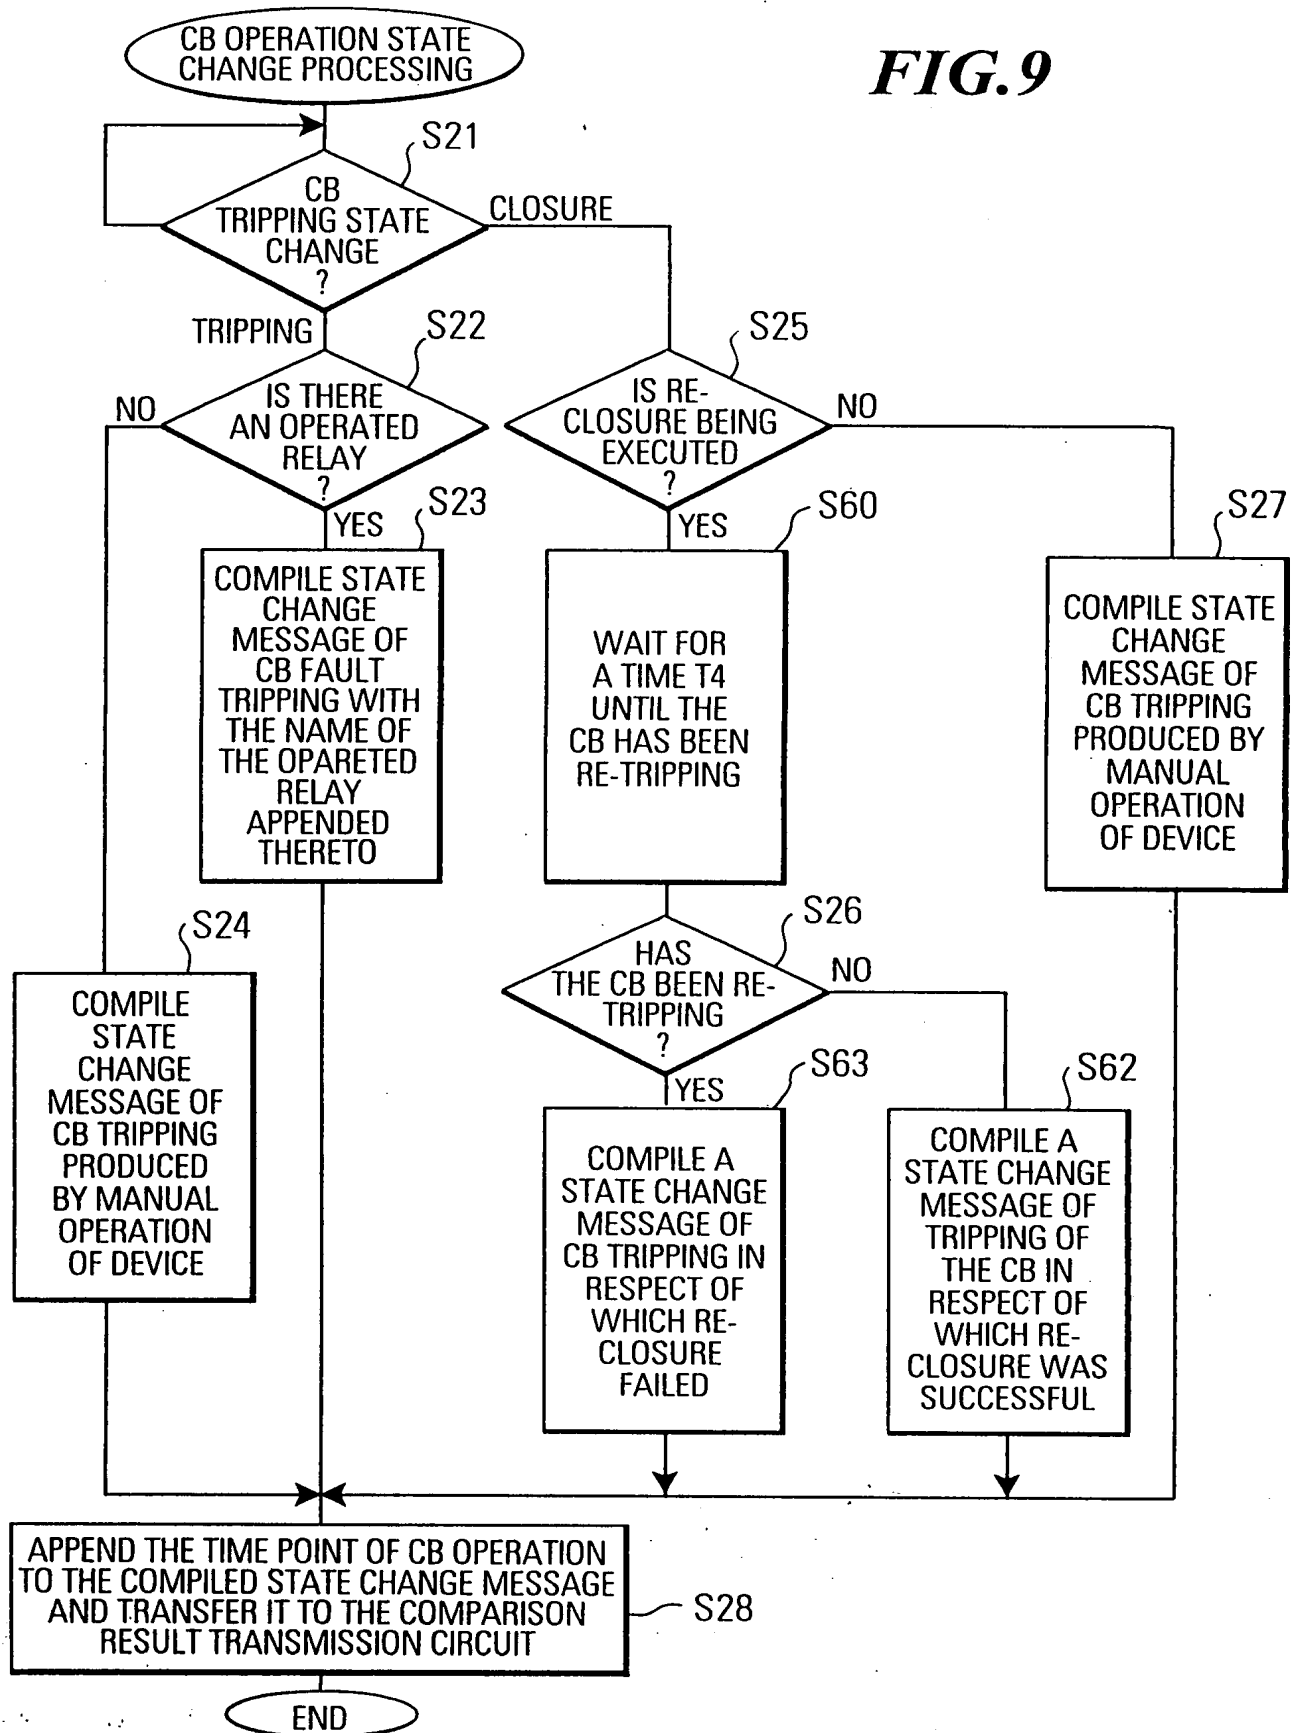 CB OPERATION STATE
CHANGE PROCESSING
FIG.9
S21
CB
TRIPPING STATE
CHANGE
?
CLOSURE
TRIPPING
S22
IS THERE
AN OPERATED
RELAY
?
NO
YES
S25
IS RE-
CLOSURE BEING
EXECUTED
?
NO
YES
S23
COMPILE STATE
CHANGE
MESSAGE OF
CB FAULT
TRIPPING WITH
THE NAME OF
THE OPARETED
RELAY
APPENDED
THERETO
S60
WAIT FOR
A TIME T4
UNTIL THE
CB HAS BEEN
RE-TRIPPING
S27
COMPILE STATE
CHANGE
MESSAGE OF
CB TRIPPING
PRODUCED BY
MANUAL
OPERATION
OF DEVICE
S24
COMPILE
STATE
CHANGE
MESSAGE OF
CB TRIPPING
PRODUCED
BY MANUAL
OPERATION
OF DEVICE
S26
HAS
THE CB BEEN RE-
TRIPPING
?
NO
YES
S63
COMPILE A
STATE CHANGE
MESSAGE OF
CB TRIPPING IN
RESPECT OF
WHICH RE-
CLOSURE
FAILED
S62
COMPILE A
STATE CHANGE
MESSAGE OF
TRIPPING OF
THE CB IN
RESPECT OF
WHICH RE-
CLOSURE WAS
SUCCESSFUL
APPEND THE TIME POINT OF CB OPERATION
TO THE COMPILED STATE CHANGE MESSAGE
AND TRANSFER IT TO THE COMPARISON
RESULT TRANSMISSION CIRCUIT
S28
END